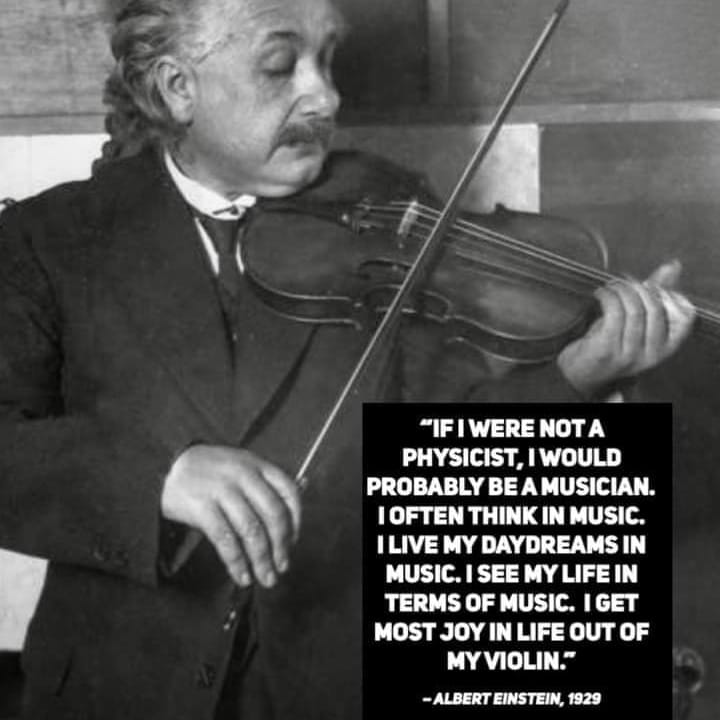 “IF I WERE NOT A
PHYSICIST, I WOULD
PROBABLY BE A MUSICIAN.
I OFTEN THINK IN MUSIC.
I LIVE MY DAYDREAMS IN
MUSIC. I SEE MY LIFE IN
TERMS OF MUSIC. I GET
MOST JOY IN LIFE OUT OF
MY VIOLIN.”
– ALBERT EINSTEIN, 1929